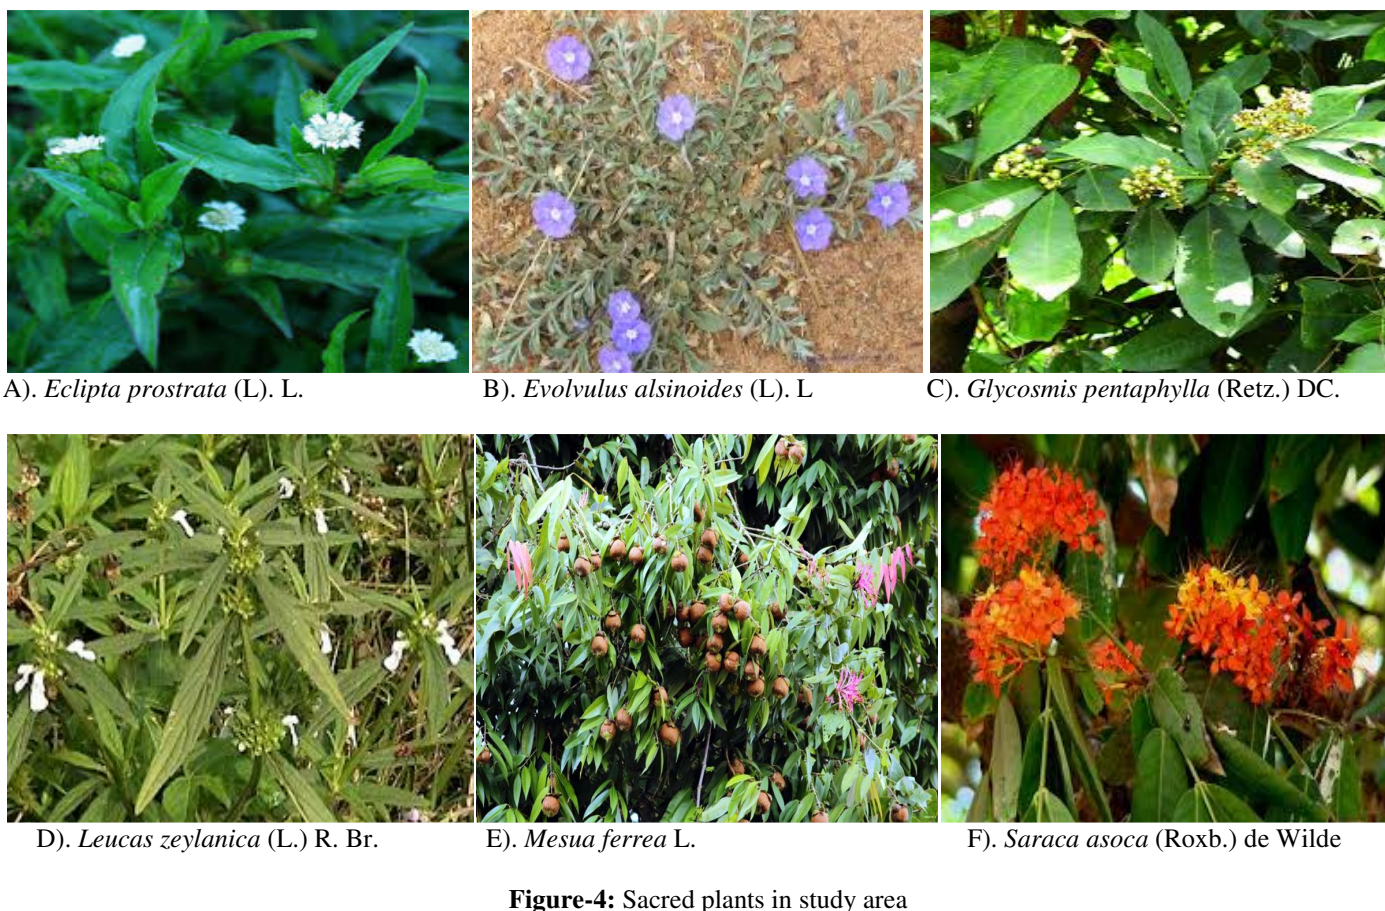 A). Eclipta prostrata (L). L.
B). Evolvulus alsinoides (L). L
C). Glycosmis pentaphylla (Retz.) DC.
D). Leucas zeylanica (L.) R. Br.
E). Mesua ferrea L.
F). Saraca asoca (Roxb.) de Wilde
Figure-4: Sacred plants in study area